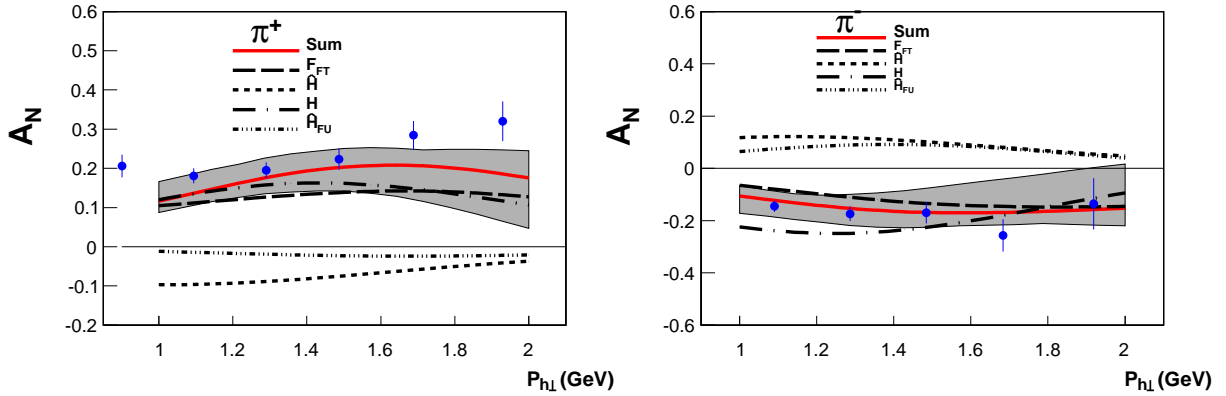 π⁺
Sum
F_FT
Ĥ
H
Ĥ_FU
A_N
0.6
0.5
0.4
0.3
0.2
0.1
0
-0.1
-0.2
1 1.2 1.4 1.6 1.8 2
P_h⊥ (GeV)
π⁻
Sum
F_FT
Ĥ
H
Ĥ_FU
A_N
0.6
0.4
0.2
0
-0.2
-0.4
-0.6
1 1.2 1.4 1.6 1.8 2
P_h⊥ (GeV)